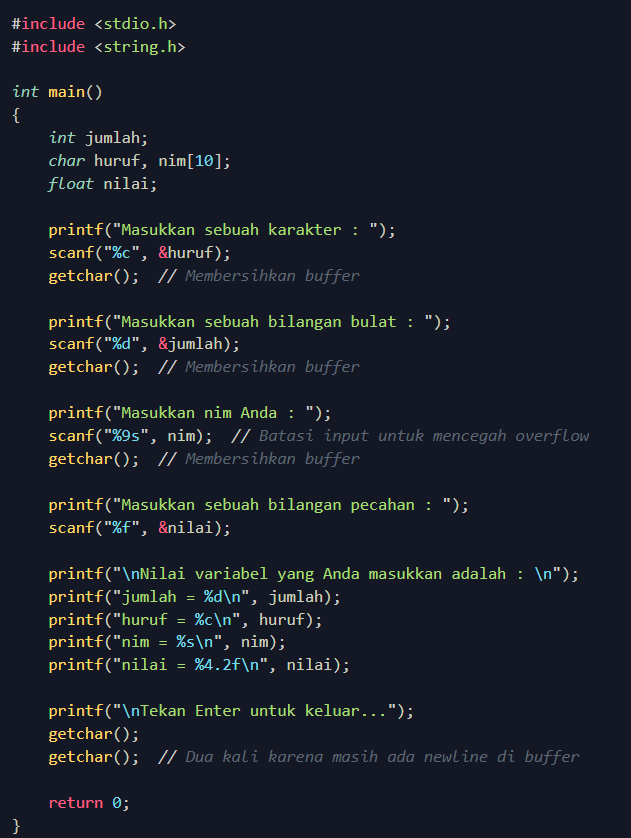 #include <stdio.h>
#include <string.h>

int main()
{
    int jumlah;
    char huruf, nim[10];
    float nilai;

    printf("Masukkan sebuah karakter : ");
    scanf("%c", &huruf);
    getchar();  // Membersihkan buffer

    printf("Masukkan sebuah bilangan bulat : ");
    scanf("%d", &jumlah);
    getchar();  // Membersihkan buffer

    printf("Masukkan nim Anda : ");
    scanf("%9s", nim);  // Batasi input untuk mencegah overflow
    getchar();  // Membersihkan buffer

    printf("Masukkan sebuah bilangan pecahan : ");
    scanf("%f", &nilai);

    printf("\nNilai variabel yang Anda masukkan adalah : \n");
    printf("jumlah = %d\n", jumlah);
    printf("huruf = %c\n", huruf);
    printf("nim = %s\n", nim);
    printf("nilai = %4.2f\n", nilai);

    printf("\nTekan Enter untuk keluar...");
    getchar();
    getchar();  // Dua kali karena masih ada newline di buffer

    return 0;
}